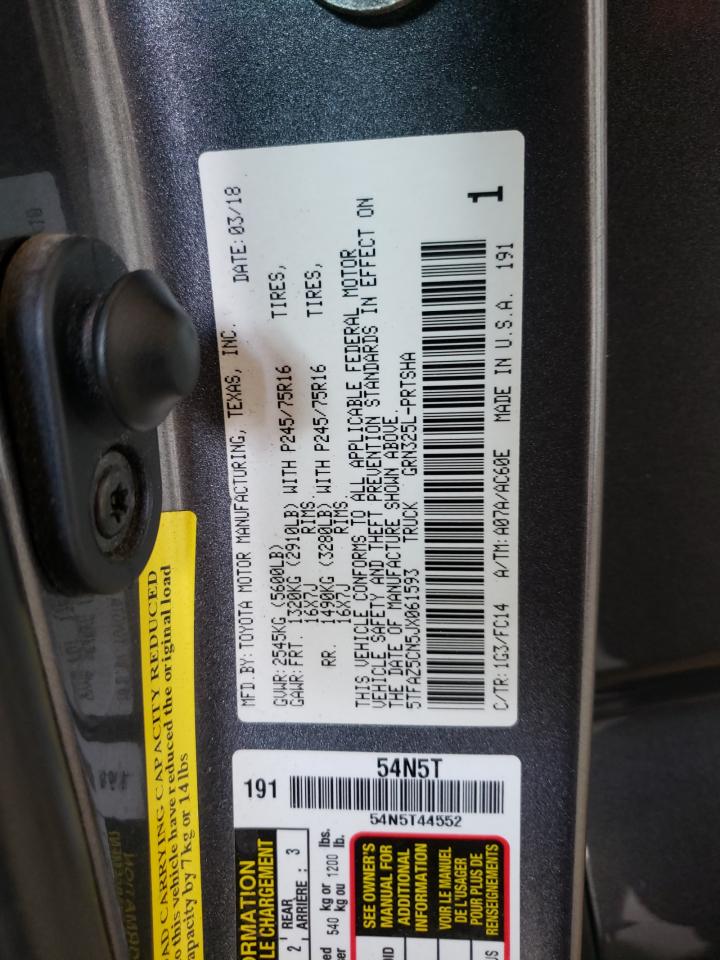 MFD.BY:TOYOTA MOTOR MANUFACTURING, TEXAS, INC. DATE:03/18
GVWR:2545KG (5600LB)
GAWR:FRT. 1320KG (2910LB) WITH P245/75R16 TIRES,
16X7J RIMS.
RR. 1490KG (3280LB) WITH P245/75R16 TIRES,
16X7J RIMS.
THIS VEHICLE CONFORMS TO ALL APPLICABLE FEDERAL MOTOR
VEHICLE SAFETY AND THEFT PREVENTION STANDARDS IN EFFECT ON
THE DATE OF MANUFACTURE SHOWN ABOVE.
5TFAZ5CN5JX061593 TRUCK GRN325L-PRTSHA
C/TR:1G3/FC14 A/TM:A07A/AC60E MADE IN U.S.A. 191
1
CARRYING CAPACITY REDUCED
this vehicle have reduced the original load
by 7 kg or 14 lbs
54N5T
191
54N5T44552
LE CHARGEMENT
2 REAR ARRIÈRE : 3
540 kg or 1200 lb.
kg ou lbs.
SEE OWNER'S
MANUAL FOR
ADDITIONAL
INFORMATION
VOIR LE MANUEL
DE L'USAGER
POUR PLUS DE
RENSEIGNEMENTS